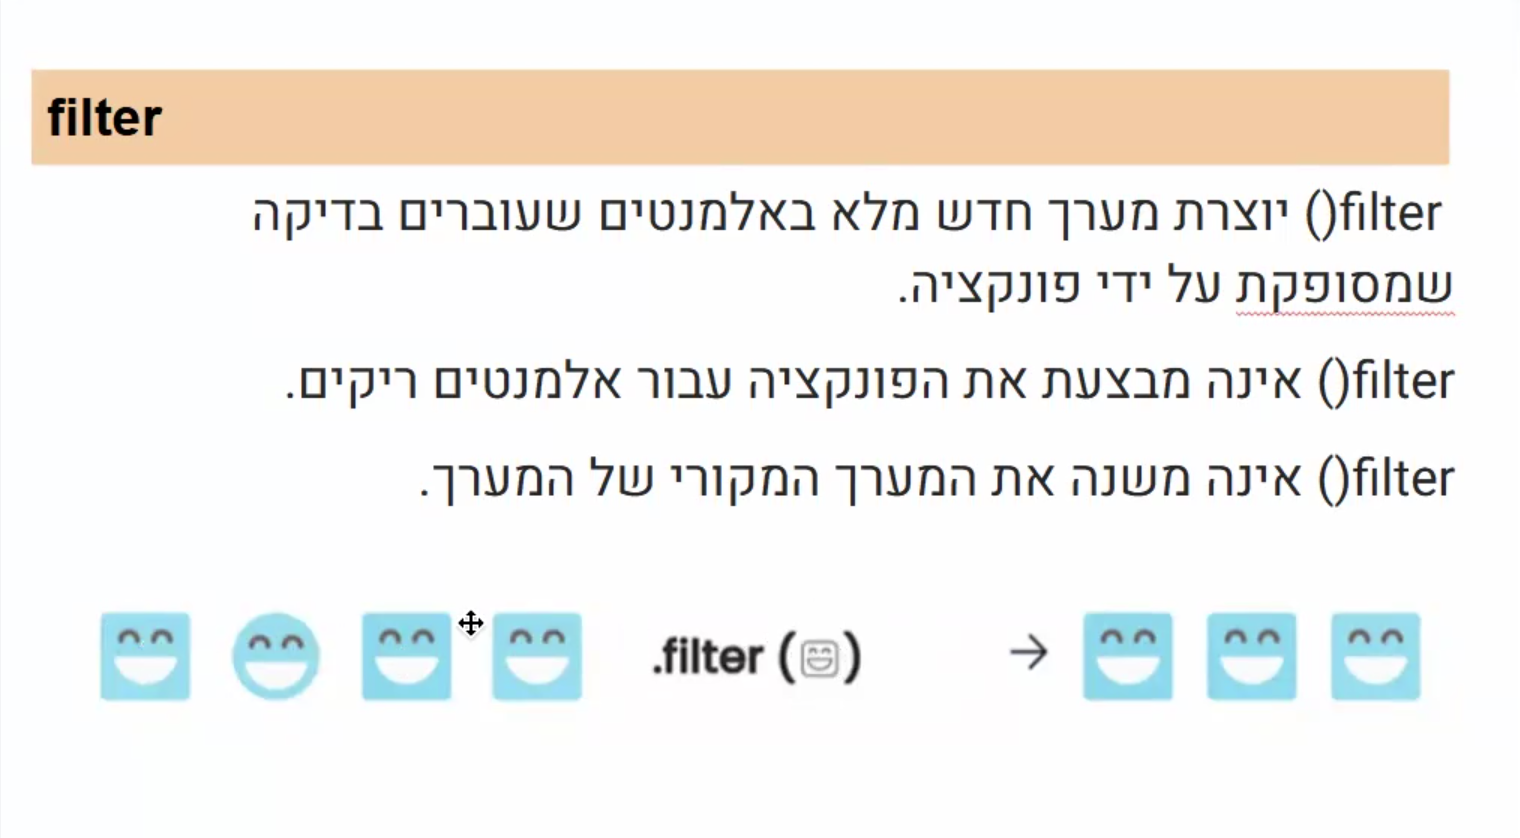 filter
filter() יוצרת מערך חדש מלא באלמנטים שעוברים בדיקה
שמסופקת על ידי פונקציה.
filter() אינה מבצעת את הפונקציה עבור אלמנטים ריקים.
filter() אינה משנה את המערך המקורי של המערך.
.filter ( ) →